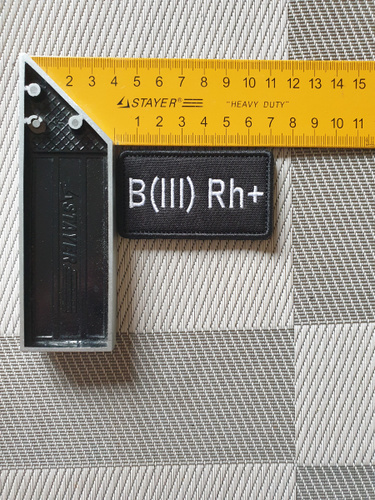 2 3 4 5 6 7 8 9 10 11 12 13 14 15
STAYER® "HEAVY DUTY"
1 2 3 4 5 6 7 8 9 10 11
B(III) Rh+
STAYER